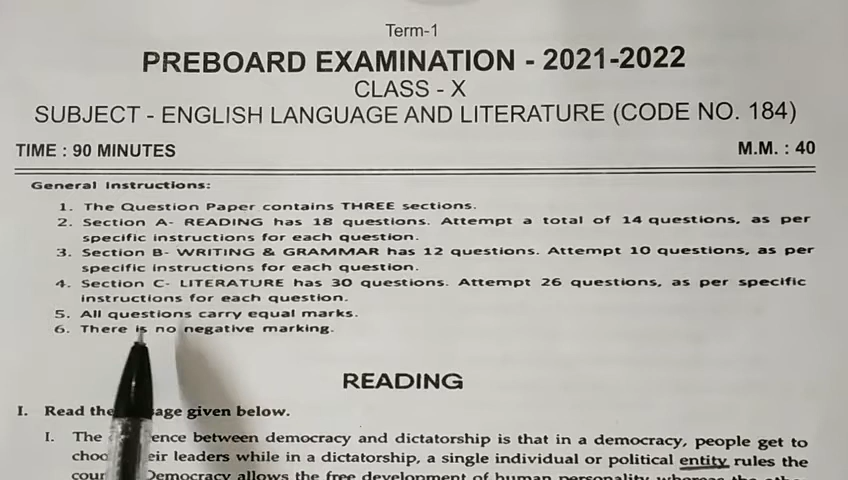 Term-1
PREBOARD EXAMINATION - 2021-2022
CLASS - X
SUBJECT - ENGLISH LANGUAGE AND LITERATURE (CODE NO. 184)
TIME : 90 MINUTES M.M. : 40
General Instructions:
1. The Question Paper contains THREE sections.
2. Section A- READING has 18 questions. Attempt a total of 14 questions, as per
specific instructions for each question.
3. Section B- WRITING & GRAMMAR has 12 questions. Attempt 10 questions, as per
specific instructions for each question.
4. Section C- LITERATURE has 30 questions. Attempt 26 questions, as per specific
instructions for each question.
5. All questions carry equal marks.
6. There is no negative marking.
READING
I. Read the given below.
I. The between democracy and dictatorship is that in a democracy, people get to
leaders while in a dictatorship, a single individual or political entity rules the
Democracy allows the free development of human personality whereas the